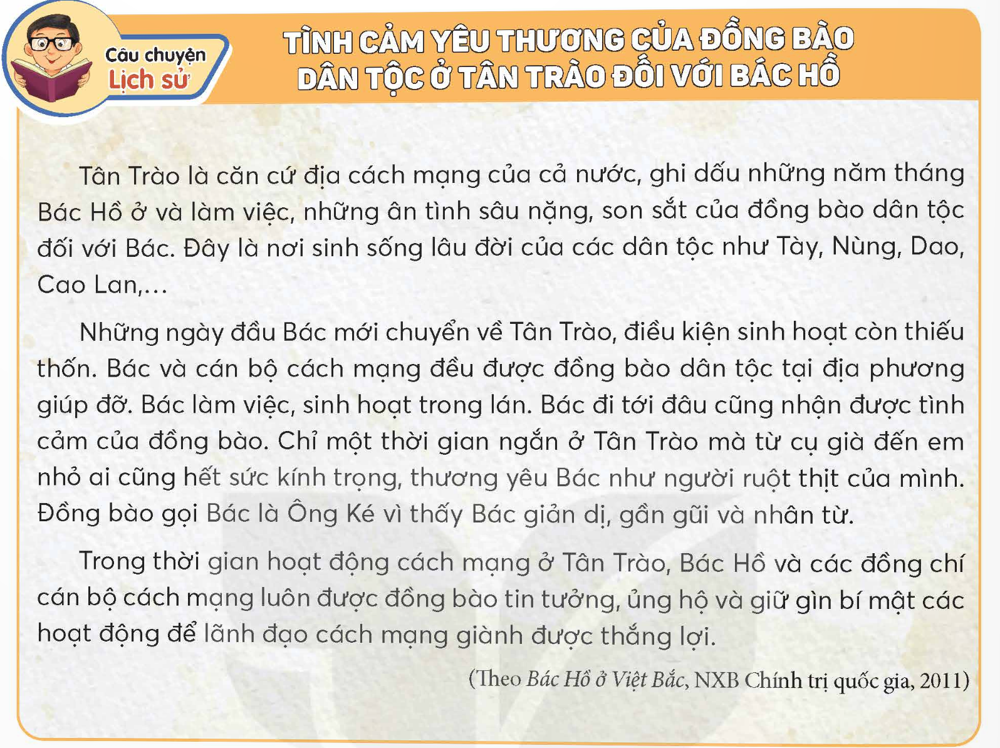 Câu chuyện
Lịch sử
TÌNH CẢM YÊU THƯƠNG CỦA ĐỒNG BÀO
DÂN TỘC Ở TÂN TRÀO ĐỐI VỚI BÁC HỒ
Tân Trào là căn cứ địa cách mạng của cả nước, ghi dấu những năm tháng
Bác Hồ ở và làm việc, những ân tình sâu nặng, son sắt của đồng bào dân tộc
đối với Bác. Đây là nơi sinh sống lâu đời của các dân tộc như Tày, Nùng, Dao,
Cao Lan,...
Những ngày đầu Bác mới chuyển về Tân Trào, điều kiện sinh hoạt còn thiếu
thốn. Bác và cán bộ cách mạng đều được đồng bào dân tộc tại địa phương
giúp đỡ. Bác làm việc, sinh hoạt trong lán. Bác đi tới đâu cũng nhận được tình
cảm của đồng bào. Chỉ một thời gian ngắn ở Tân Trào mà từ cụ già đến em
nhỏ ai cũng hết sức kính trọng, thương yêu Bác như người ruột thịt của mình.
Đồng bào gọi Bác là Ông Ké vì thấy Bác giản dị, gần gũi và nhân từ.
Trong thời gian hoạt động cách mạng ở Tân Trào, Bác Hồ và các đồng chí
cán bộ cách mạng luôn được đồng bào tin tưởng, ủng hộ và giữ gìn bí mật các
hoạt động để lãnh đạo cách mạng giành được thắng lợi.
(Theo Bác Hồ ở Việt Bắc, NXB Chính trị quốc gia, 2011)